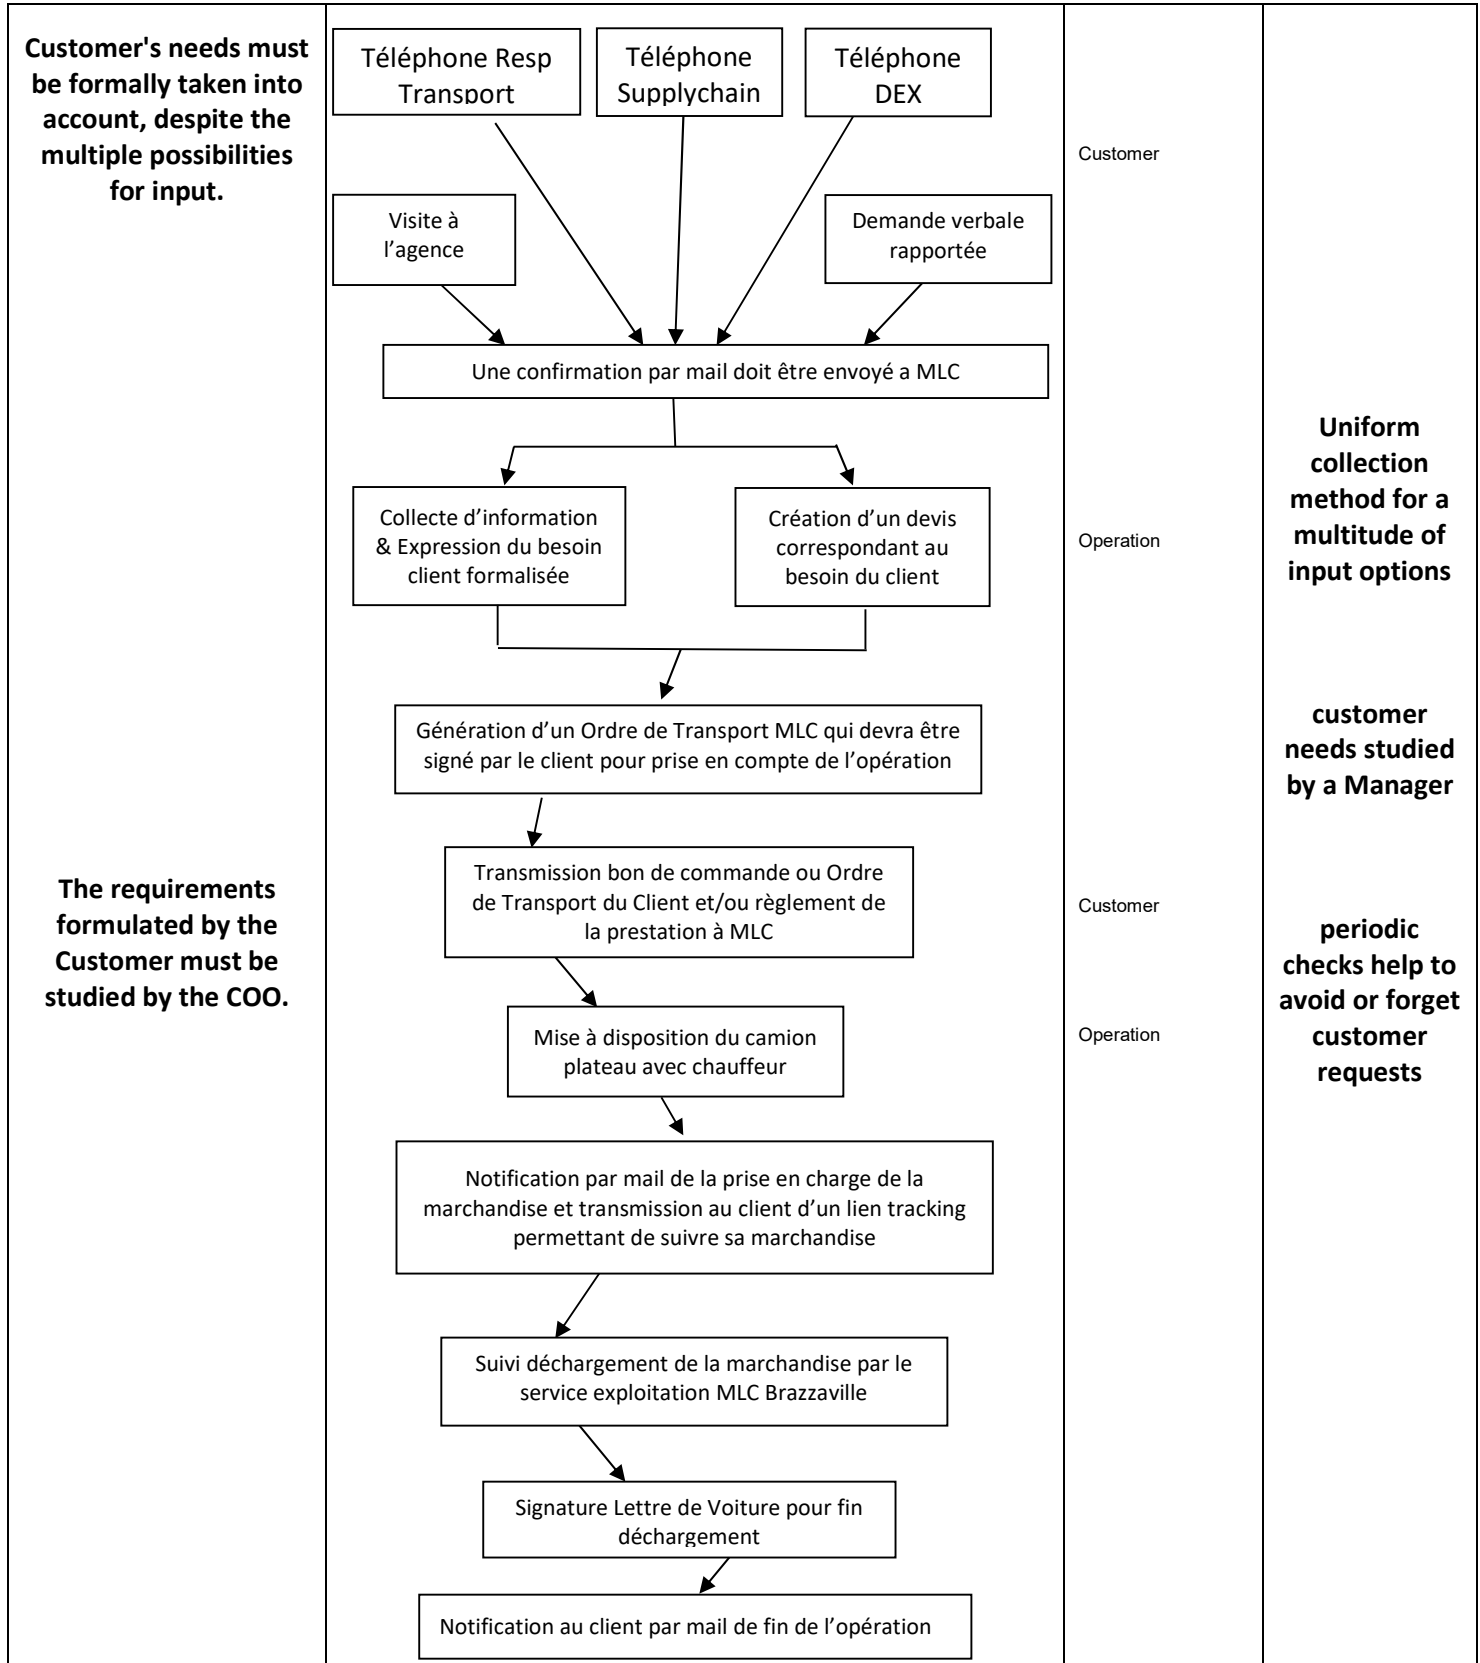 Customer's needs must
be formally taken into
account, despite the
multiple possibilities
for input.
The requirements
formulated by the
Customer must be
studied by the COO.
Téléphone Resp
Transport
Téléphone
Supplychain
Téléphone
DEX
Visite à
l’agence
Demande verbale
rapportée
Une confirmation par mail doit être envoyé a MLC
Collecte d’information
& Expression du besoin
client formalisée
Création d’un devis
correspondant au
besoin du client
Génération d’un Ordre de Transport MLC qui devra être
signé par le client pour prise en compte de l’opération
Transmission bon de commande ou Ordre
de Transport du Client et/ou règlement de
la prestation à MLC
Mise à disposition du camion
plateau avec chauffeur
Notification par mail de la prise en charge de la
marchandise et transmission au client d’un lien tracking
permettant de suivre sa marchandise
Suivi déchargement de la marchandise par le
service exploitation MLC Brazzaville
Signature Lettre de Voiture pour fin
déchargement
Notification au client par mail de fin de l’opération
Customer
Operation
Customer
Operation
Uniform
collection
method for a
multitude of
input options
customer
needs studied
by a Manager
periodic
checks help to
avoid or forget
customer
requests